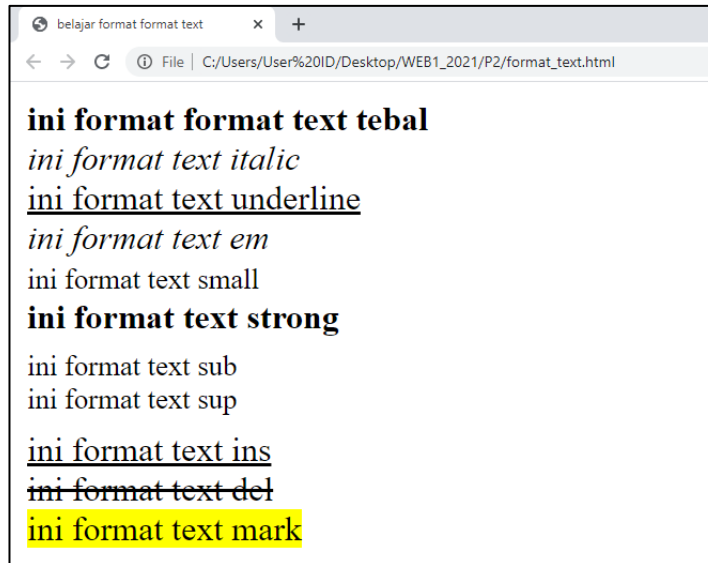 belajar format format text
File | C:/Users/User%20ID/Desktop/WEB1_2021/P2/format_text.html
ini format format text tebal
ini format text italic
ini format text underline
ini format text em
ini format text small
ini format text strong
ini format text sub
ini format text sup
ini format text ins
ini format text del
ini format text mark